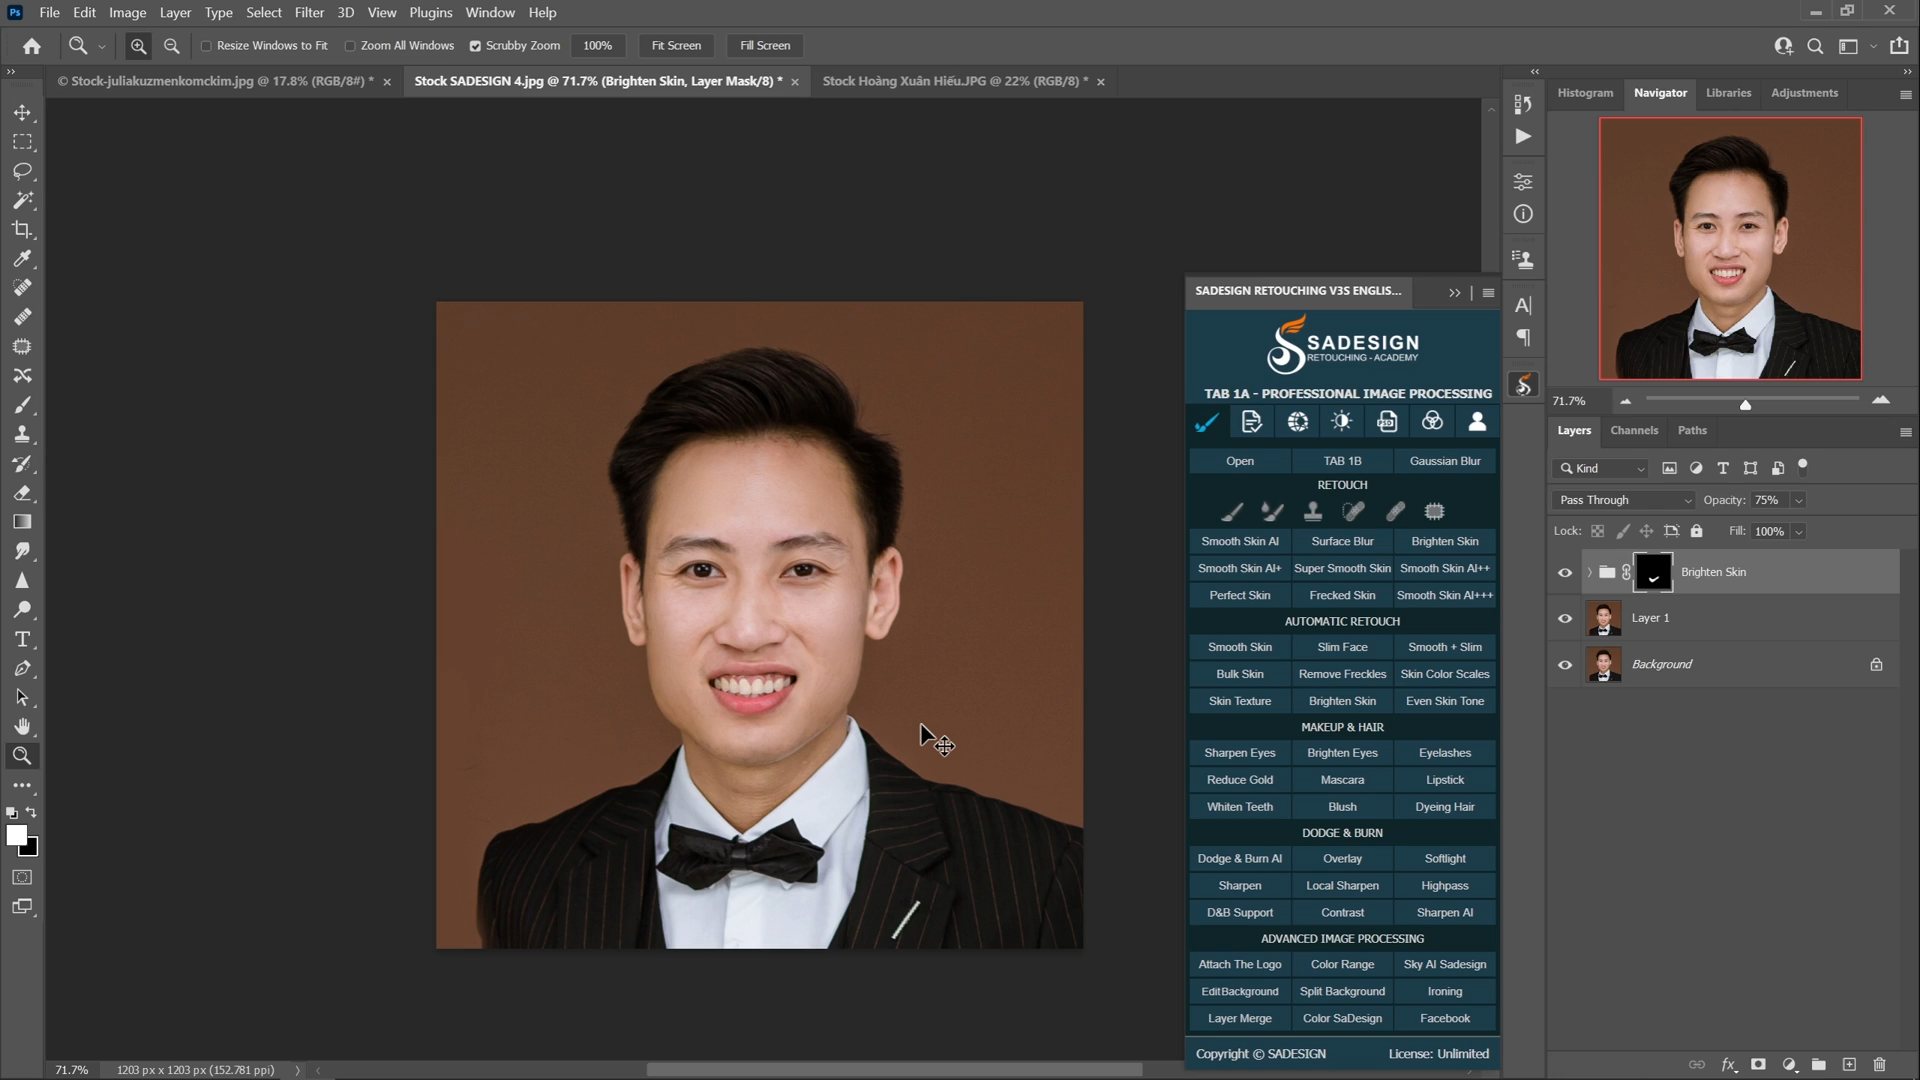 Ps File Edit Image Layer Type Select Filter 3D View Plugins Window Help
Resize Windows to Fit Zoom All Windows Scrubby Zoom 100% Fit Screen Fill Screen
© Stock-juliakuzmenkomckim.jpg @ 17.8% (RGB/8#) * Stock SADESIGN 4.jpg @ 71.7% (Brighten Skin, Layer Mask/8) * Stock Hoàng Xuân Hiếu.JPG @ 22% (RGB/8) *
Histogram Navigator Libraries Adjustments
71.7%
Layers Channels Paths
Kind
Pass Through Opacity: 75%
Lock: Fill: 100%
Brighten Skin
Layer 1
Background
SADESIGN RETOUCHING V3S ENGLIS...
SADESIGN
RETOUCHING - ACADEMY
TAB 1A - PROFESSIONAL IMAGE PROCESSING
PSD
Open TAB 1B Gaussian Blur
RETOUCH
Smooth Skin AI Surface Blur Brighten Skin
Smooth Skin AI+ Super Smooth Skin Smooth Skin AI++
Perfect Skin Frecked Skin Smooth Skin AI+++
AUTOMATIC RETOUCH
Smooth Skin Slim Face Smooth + Slim
Bulk Skin Remove Freckles Skin Color Scales
Skin Texture Brighten Skin Even Skin Tone
MAKEUP & HAIR
Sharpen Eyes Brighten Eyes Eyelashes
Reduce Gold Mascara Lipstick
Whiten Teeth Blush Dyeing Hair
DODGE & BURN
Dodge & Burn AI Overlay Softlight
Sharpen Local Sharpen Highpass
D&B Support Contrast Sharpen AI
ADVANCED IMAGE PROCESSING
Attach The Logo Color Range Sky AI Sadesign
EditBackground Split Background Ironing
Layer Merge Color SaDesign Facebook
Copyright © SADESIGN License: Unlimited
71.7% 1203 px x 1203 px (152.781 ppi)
fx